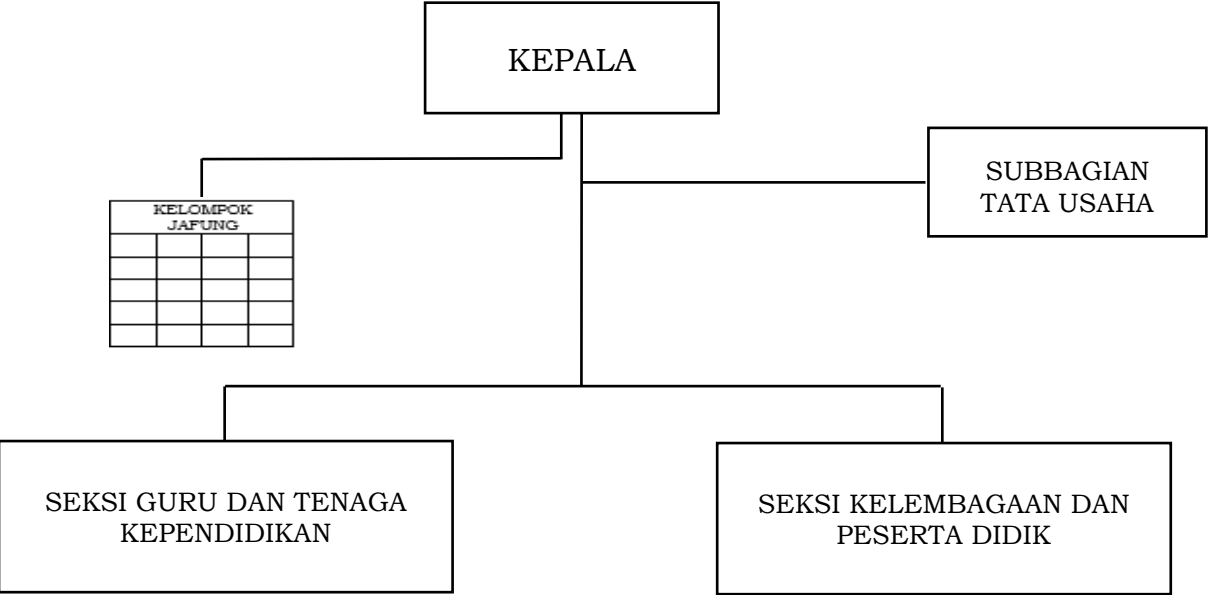 KEPALA
SUBBAGIAN
TATA USAHA
KELOMPOK
JAFUNG
SEKSI GURU DAN TENAGA
KEPENDIDIKAN
SEKSI KELEMBAGAAN DAN
PESERTA DIDIK